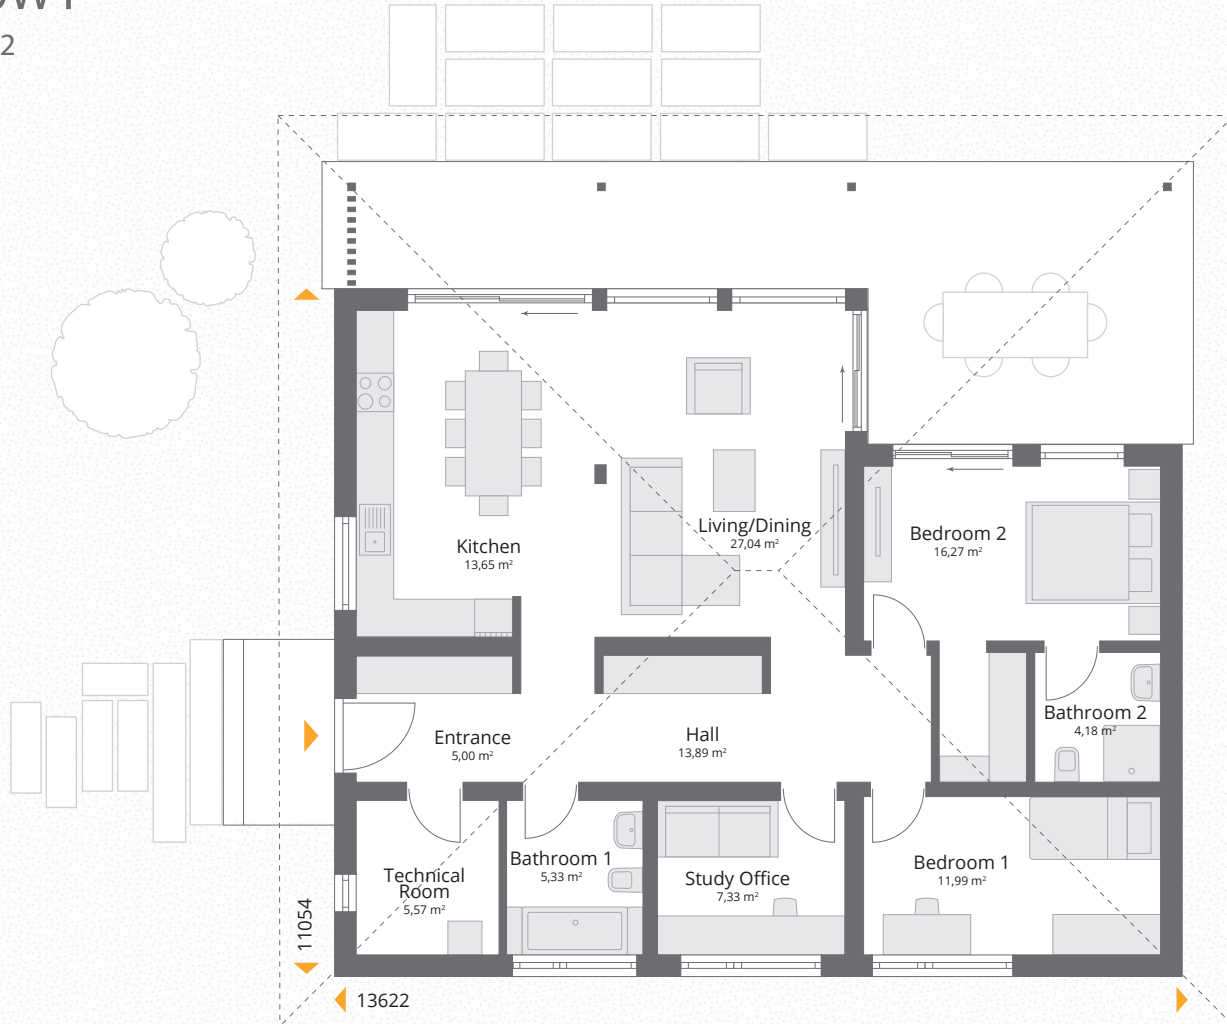 2
Living/Dining
27,04 m²
Bedroom 2
16,27 m²
Kitchen
13,65 m²
Bathroom 2
4,18 m²
Entrance
5,00 m²
Hall
13,89 m²
Bathroom 1
5,33 m²
Bedroom 1
11,99 m²
Technical
Room
5,57 m²
Study Office
7,33 m²
11054
13622